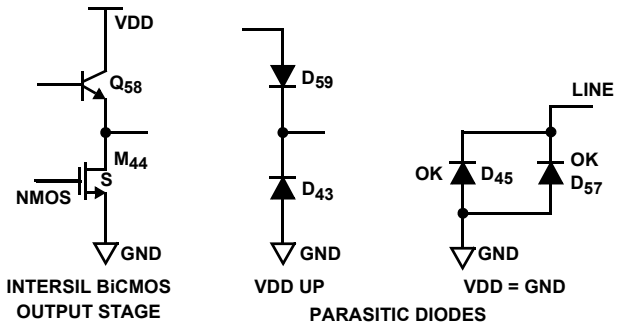 VDD
Q58
M44
S
NMOS
GND
INTERSIL BiCMOS
OUTPUT STAGE
D59
D43
GND
VDD UP
LINE
OK D45
OK
D57
GND
VDD = GND
PARASITIC DIODES